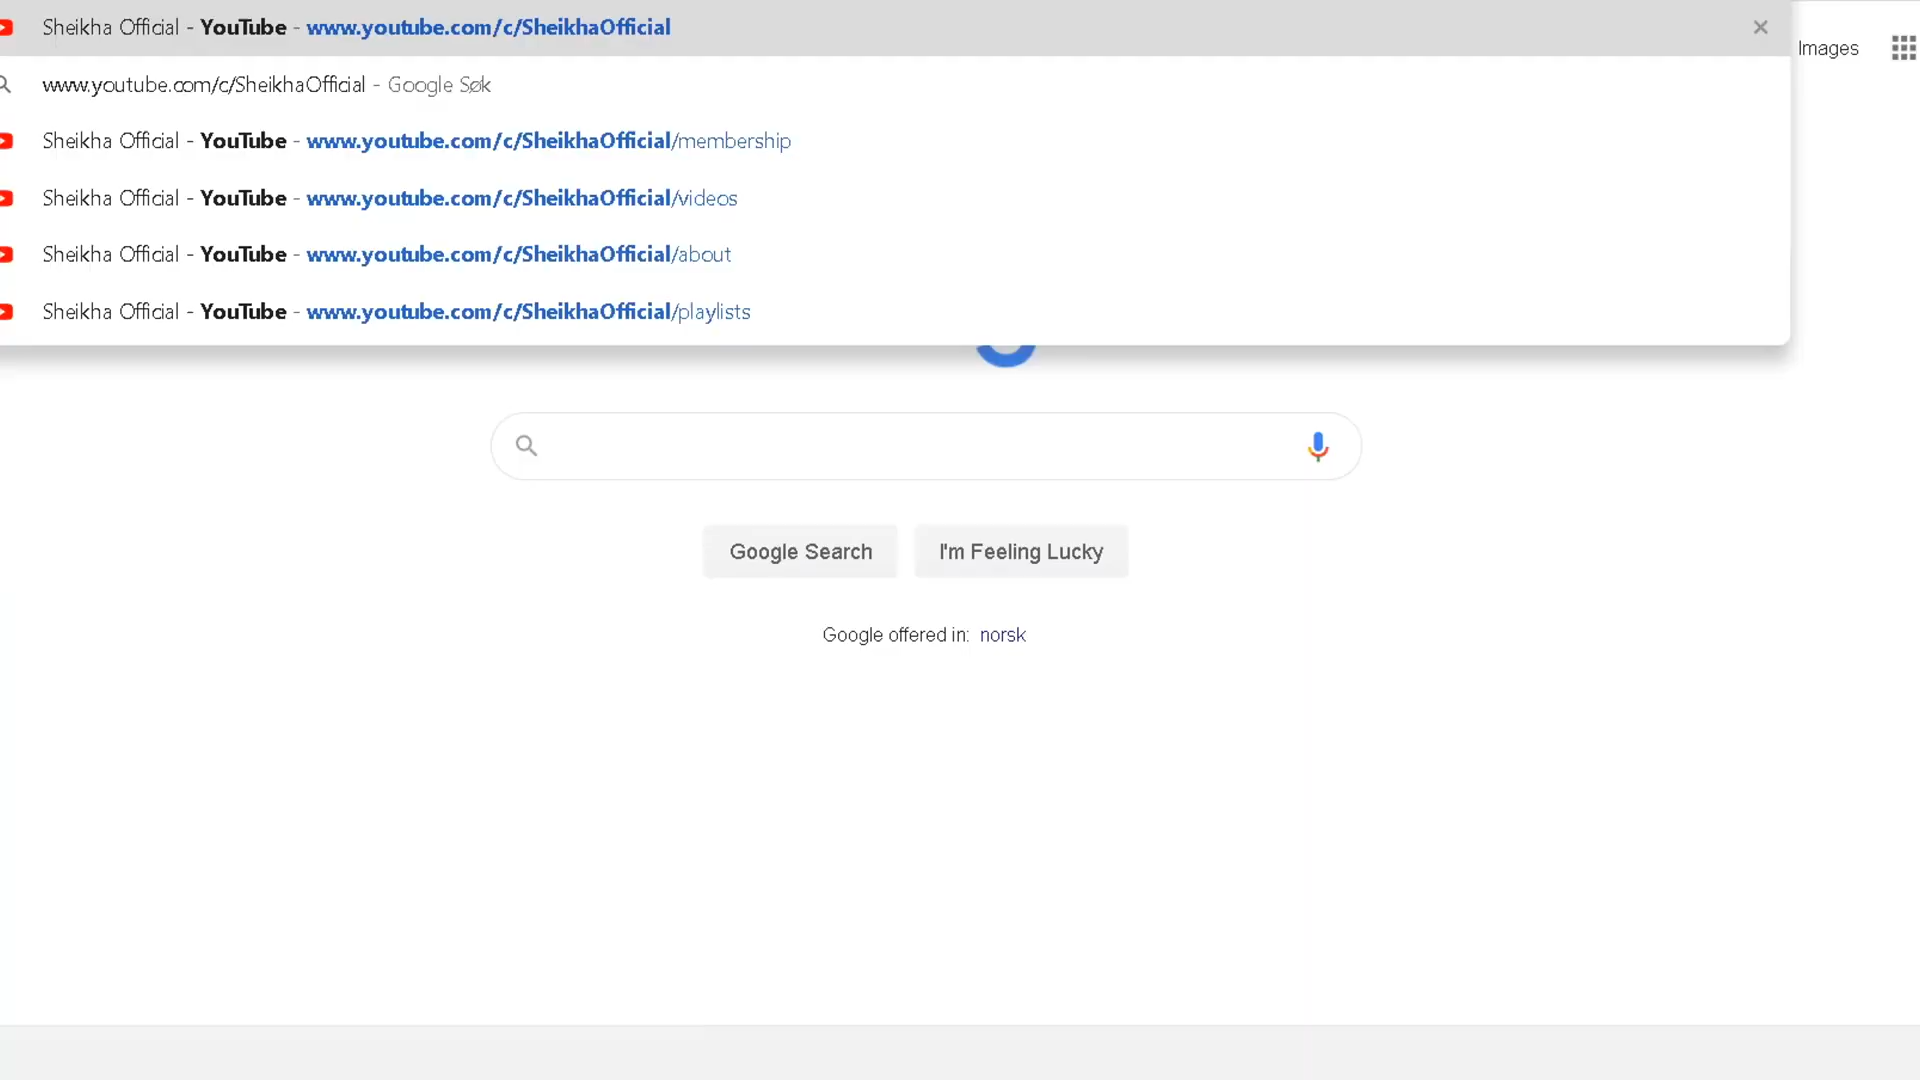 Sheikha Official - YouTube - www.youtube.com/c/SheikhaOfficial
Images
www.youtube.com/c/SheikhaOfficial - Google Søk
Sheikha Official - YouTube - www.youtube.com/c/SheikhaOfficial/membership
Sheikha Official - YouTube - www.youtube.com/c/SheikhaOfficial/videos
Sheikha Official - YouTube - www.youtube.com/c/SheikhaOfficial/about
Sheikha Official - YouTube - www.youtube.com/c/SheikhaOfficial/playlists
Google Search
I'm Feeling Lucky
Google offered in: norsk